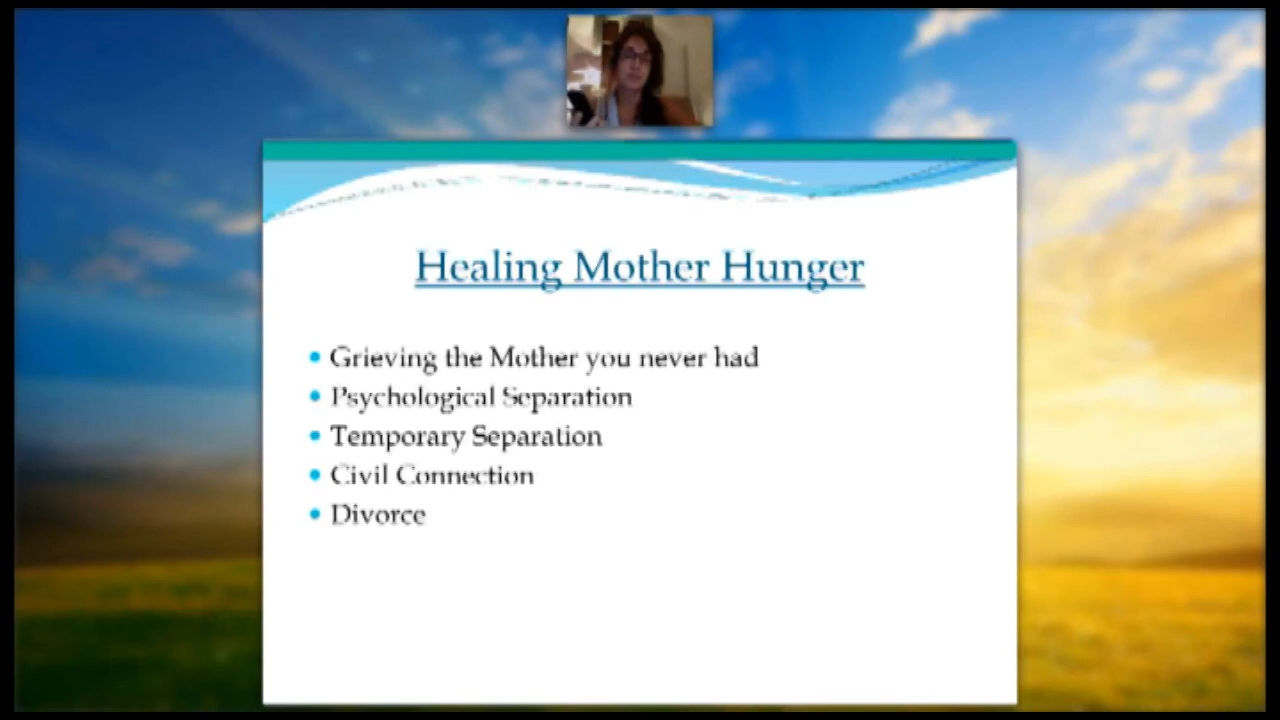 Healing Mother Hunger
• Grieving the Mother you never had
• Psychological Separation
• Temporary Separation
• Civil Connection
• Divorce